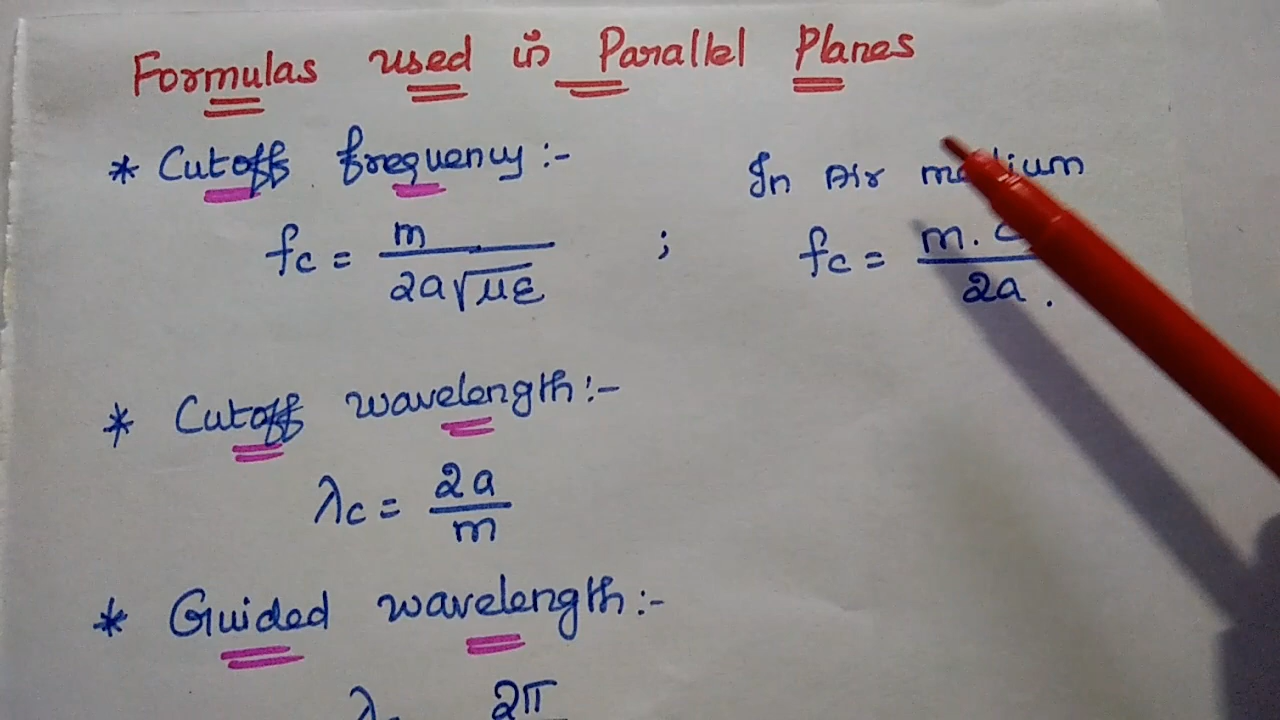 Formulas used in Parallel Planes
* Cutoff frequency:-
fc = m / 2a√με ;
In Air medium
fc = m. C / 2a .
* Cutoff wavelength:-
λc = 2a / m
* Guided wavelength:-
2π